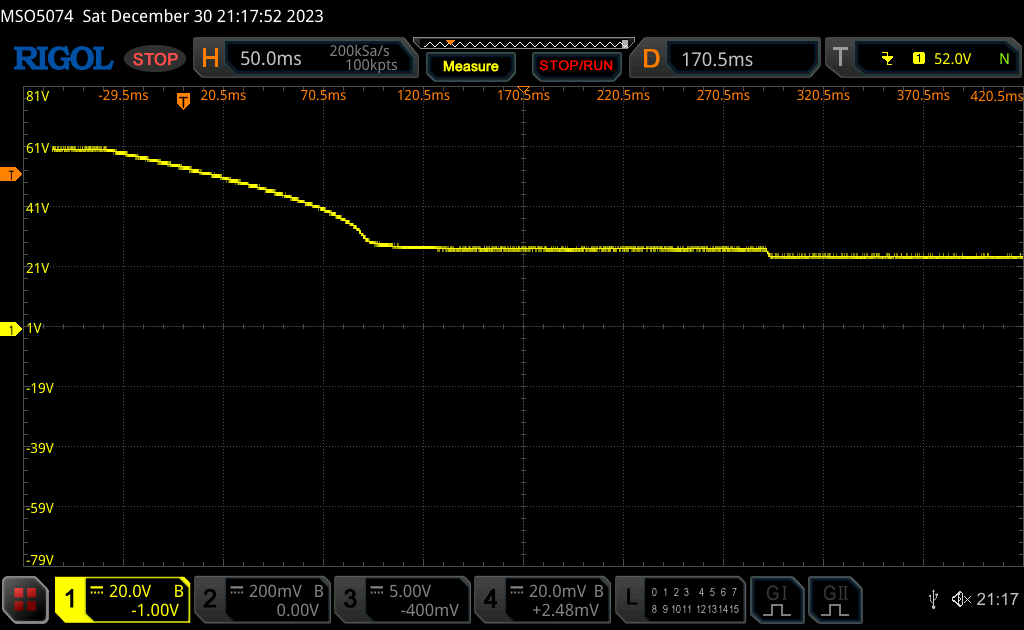 MSO5074 Sat December 30 21:17:52 2023
RIGOL STOP H 50.0ms 200kSa/s 100kpts Measure STOP/RUN D 170.5ms T 1 52.0V N
81V -29.5ms T 20.5ms 70.5ms 120.5ms 170.5ms 220.5ms 270.5ms 320.5ms 370.5ms 420.5ms
61V
T
41V
21V
1 1V
-19V
-39V
-59V
-79V
1 20.0V B 2 200mV B 3 5.00V 4 20.0mV B L 0 1 2 3 4 5 6 7 GI GII
-1.00V 0.00V -400mV +2.48mV 8 9 10 11 12 13 14 15 21:17